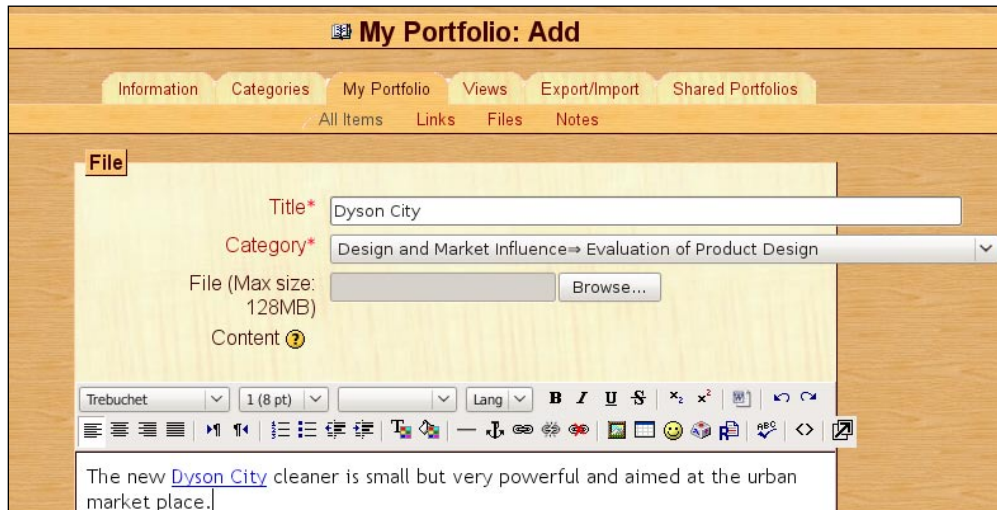 My Portfolio: Add
Information Categories My Portfolio Views Export/Import Shared Portfolios
All Items Links Files Notes
File
Title* Dyson City
Category* Design and Market Influence⇒ Evaluation of Product Design
File (Max size: Browse...
128MB)
Content ?
Trebuchet 1 (8 pt) Lang B I U S x₂ x² W
T ABC <>
The new Dyson City cleaner is small but very powerful and aimed at the urban
market place.